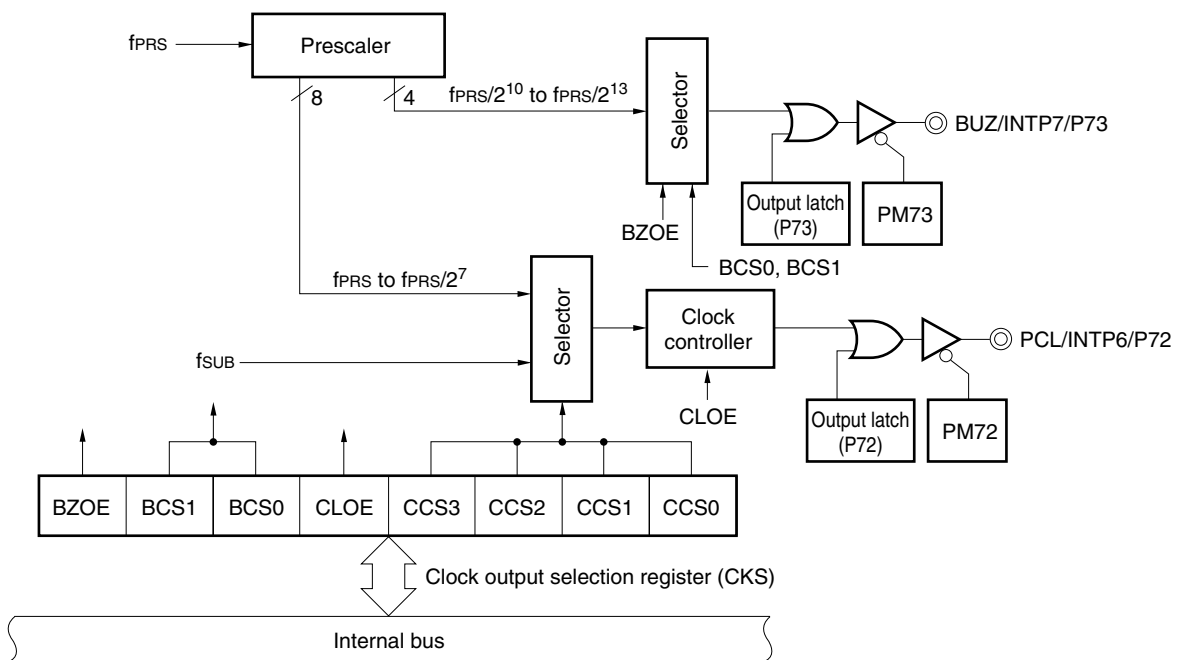 fPRS
Prescaler
8
4
fPRS/2¹⁰ to fPRS/2¹³
Selector
BUZ/INTP7/P73
Output latch
(P73)
PM73
BZOE
BCS0, BCS1
fPRS to fPRS/2⁷
Selector
Clock
controller
PCL/INTP6/P72
fSUB
CLOE
Output latch
(P72)
PM72
BZOE BCS1 BCS0 CLOE CCS3 CCS2 CCS1 CCS0
Clock output selection register (CKS)
Internal bus